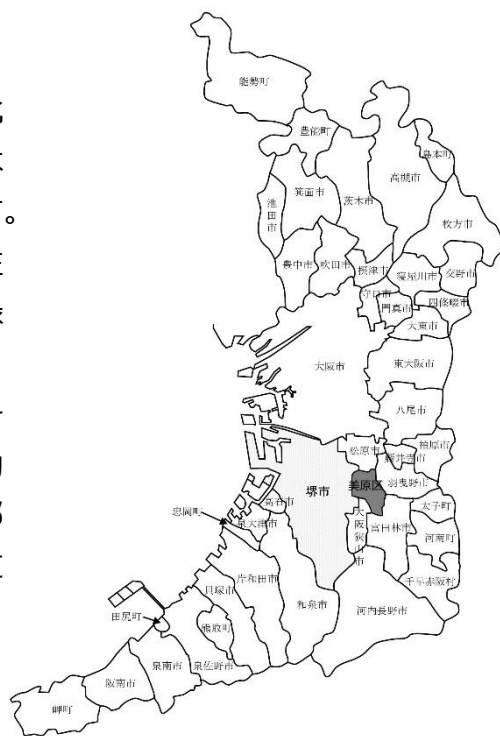 能勢町
豊能町
島本町
高槻市
箕面市
茨木市
池田市
枚方市
豊中市
吹田市
摂津市
寝屋川市
交野市
守口市
門真市
四條畷市
大東市
大阪市
東大阪市
八尾市
松原市
藤井寺市
柏原市
堺市
美原区
羽曳野市
高石市
忠岡町
泉大津市
大阪狭山市
富田林市
太子町
河南町
千早赤阪村
岸和田市
和泉市
河内長野市
貝塚市
熊取町
田尻町
泉南市
泉佐野市
阪南市
岬町